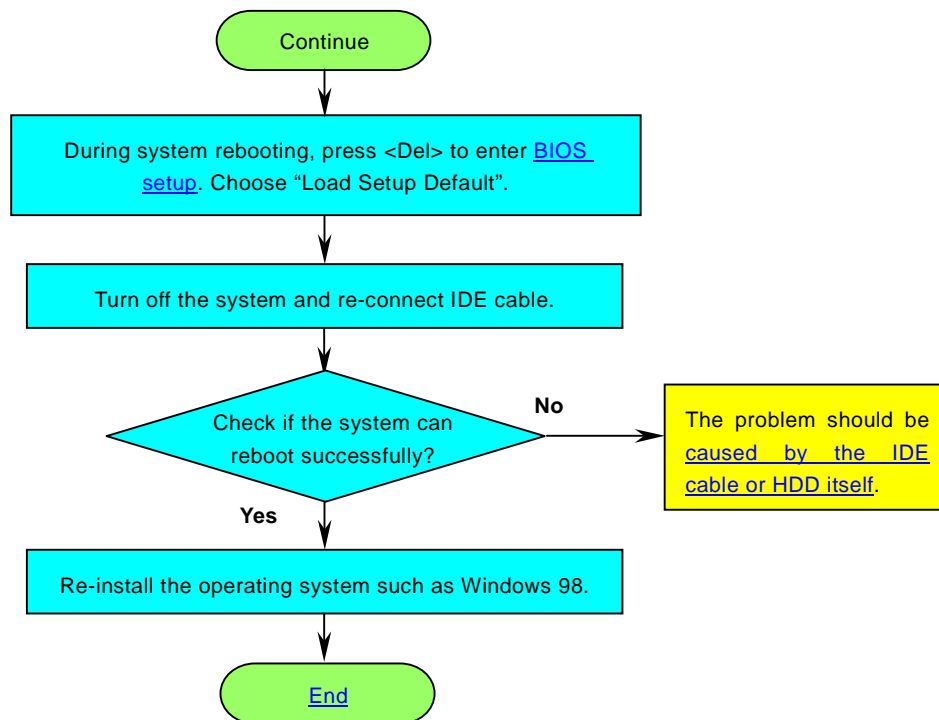 Continue
During system rebooting, press <Del> to enter BIOS
setup. Choose “Load Setup Default”.
Turn off the system and re-connect IDE cable.
Check if the system can
reboot successfully?
No
The problem should be
caused by the IDE
cable or HDD itself.
Yes
Re-install the operating system such as Windows 98.
End